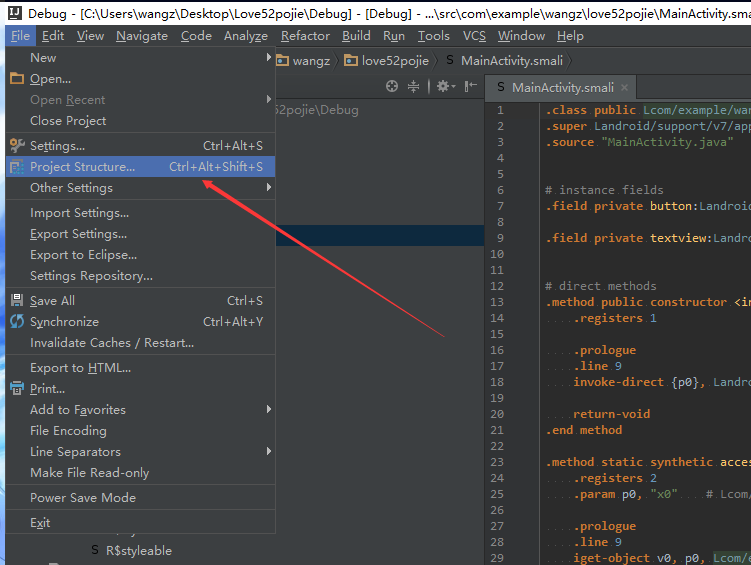 Debug - [C:\Users\wangz\Desktop\Love52pojie\Debug] - [Debug] - ...\src\com\example\wangz\love52pojie\MainActivity.s
File Edit View Navigate Code Analyze Refactor Build Run Tools VCS Window Help
wangz love52pojie MainActivity.smali
New
Open...
Open Recent
Close Project
Settings... Ctrl+Alt+S
Project Structure... Ctrl+Alt+Shift+S
Other Settings
Import Settings...
Export Settings...
Export to Eclipse...
Settings Repository...
Save All Ctrl+S
Synchronize Ctrl+Alt+Y
Invalidate Caches / Restart...
Export to HTML...
Print...
Add to Favorites
File Encoding
Line Separators
Make File Read-only
Power Save Mode
Exit
52pojie\Debug
R$styleable
MainActivity.smali
1 .class public Lcom/example/wan
2 .super Landroid/support/v7/app
3 .source "MainActivity.java"
4
5
6 # instance fields
7 .field private button:Landroid
8
9 .field private textview:Landro
10
11
12 # direct methods
13 .method public constructor <in
14 .registers 1
15
16 .prologue
17 .line 9
18 invoke-direct {p0}, Landro
19
20 return-void
21 .end method
22
23 .method static synthetic acces
24 .registers 2
25 .param p0, "x0" # Lcom/
26
27 .prologue
28 .line 9
29 iget-object v0, p0, Lcom/e